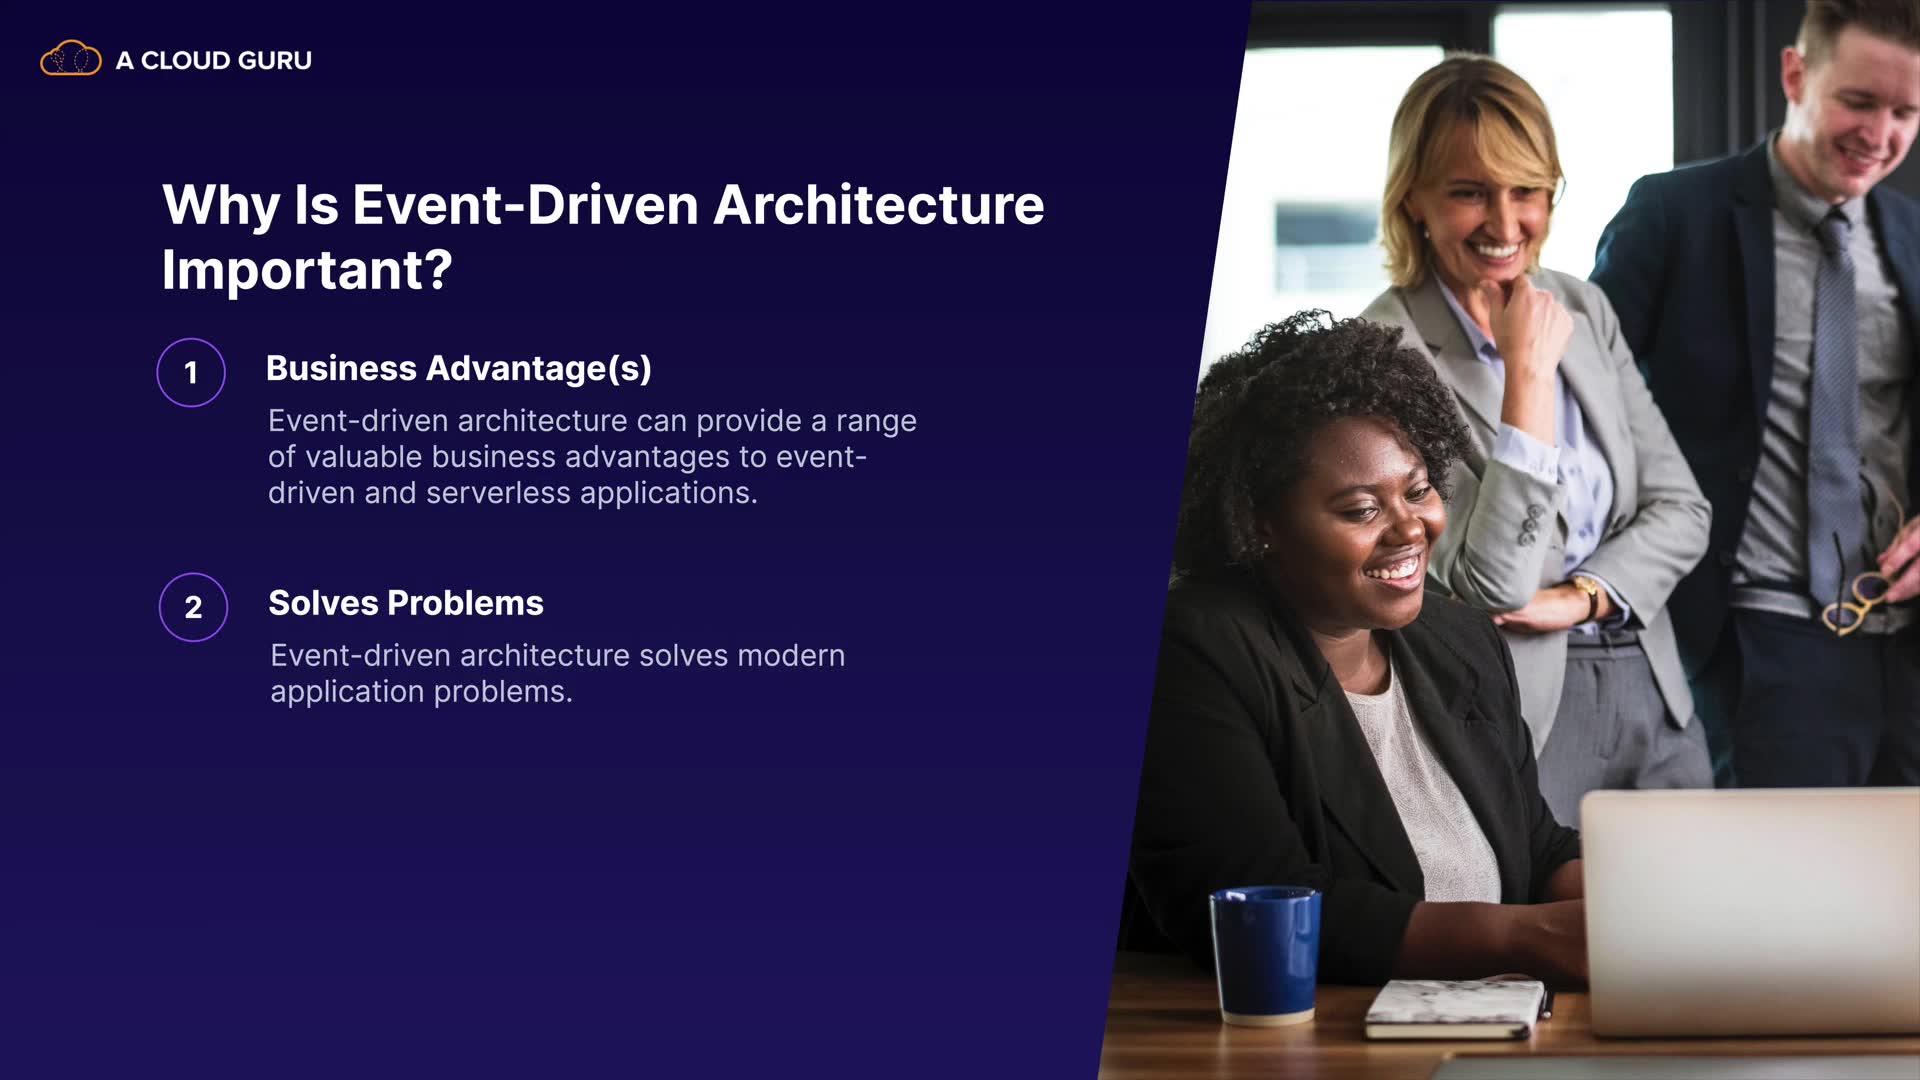 A CLOUD GURU
Why Is Event-Driven Architecture
Important?
1
Business Advantage(s)
Event-driven architecture can provide a range
of valuable business advantages to event-
driven and serverless applications.
2
Solves Problems
Event-driven architecture solves modern
application problems.